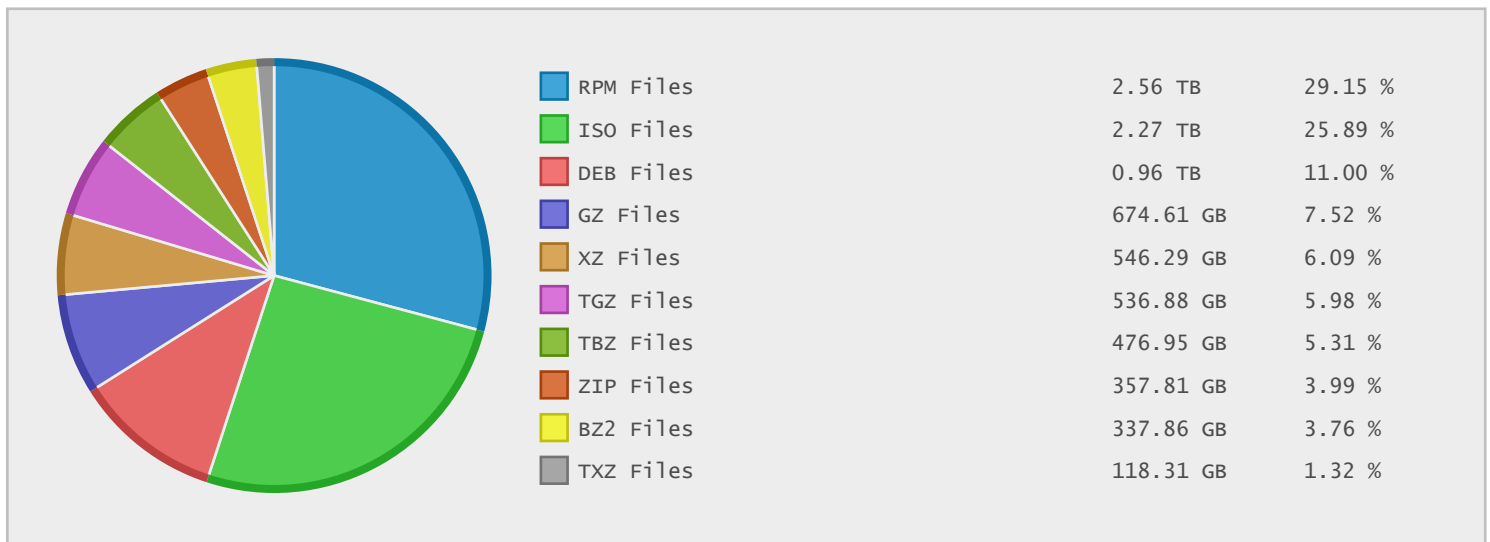 RPM Files 2.56 TB 29.15 %
ISO Files 2.27 TB 25.89 %
DEB Files 0.96 TB 11.00 %
GZ Files 674.61 GB 7.52 %
XZ Files 546.29 GB 6.09 %
TGZ Files 536.88 GB 5.98 %
TBZ Files 476.95 GB 5.31 %
ZIP Files 357.81 GB 3.99 %
BZ2 Files 337.86 GB 3.76 %
TXZ Files 118.31 GB 1.32 %